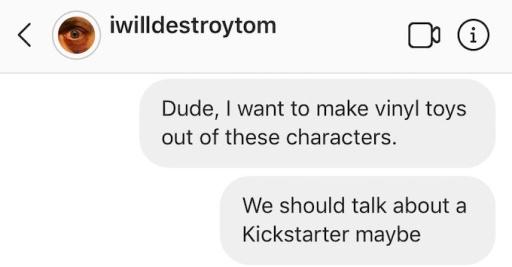 iwilldestroytom
Dude, I want to make vinyl toys
out of these characters.
We should talk about a
Kickstarter maybe